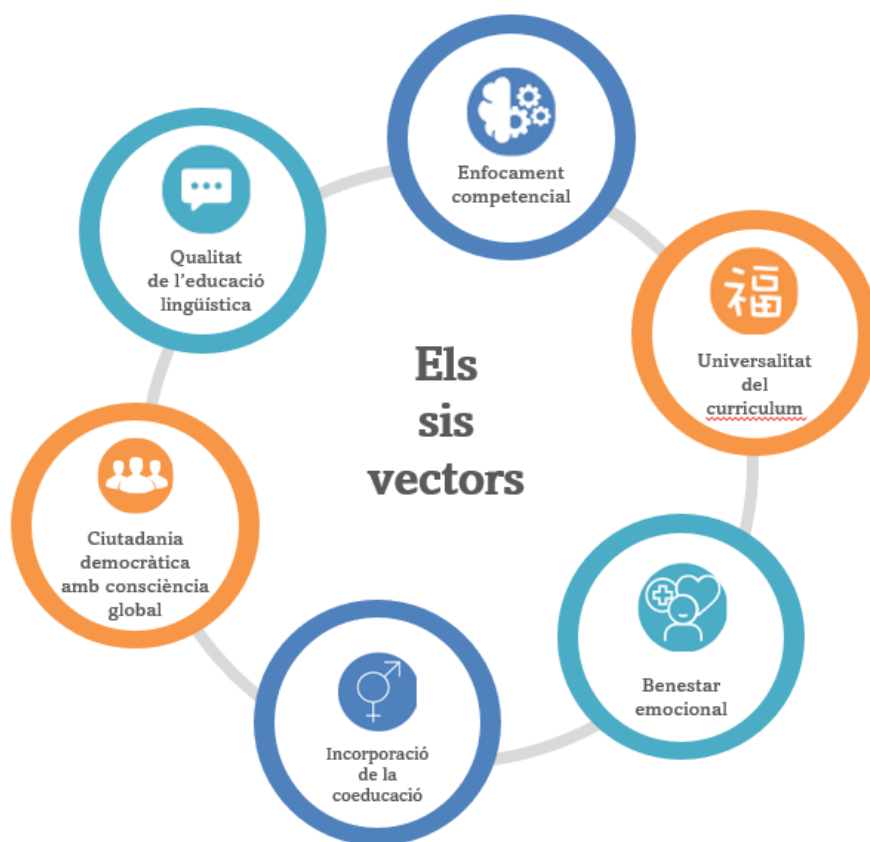 Enfocament
competencial
福
Universalitat
del
curriculum
Benestar
emocional
Incorporació
de la
coeducació
Ciutadania
democràtica
amb consciència
global
Qualitat
de l'educació
lingüística
Els
sis
vectors